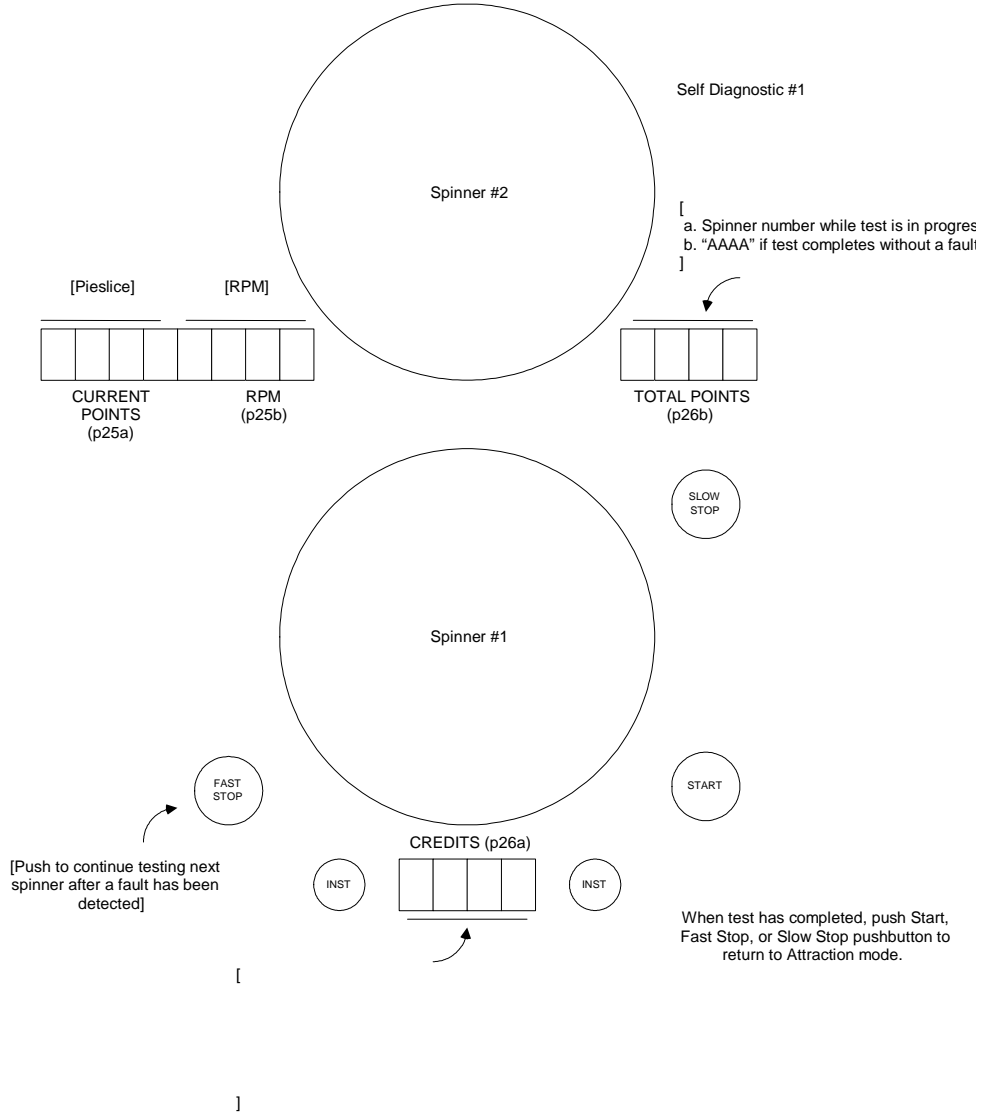 Self Diagnostic #1
Spinner #2
[
a. Spinner number while test is in progres
b. “AAAA” if test completes without a fault
]
[Pieslice]
[RPM]
CURRENT
POINTS
(p25a)
RPM
(p25b)
TOTAL POINTS
(p26b)
SLOW
STOP
Spinner #1
FAST
STOP
START
[Push to continue testing next
spinner after a fault has been
detected]
CREDITS (p26a)
INST
INST
When test has completed, push Start,
Fast Stop, or Slow Stop pushbutton to
return to Attraction mode.
[
]